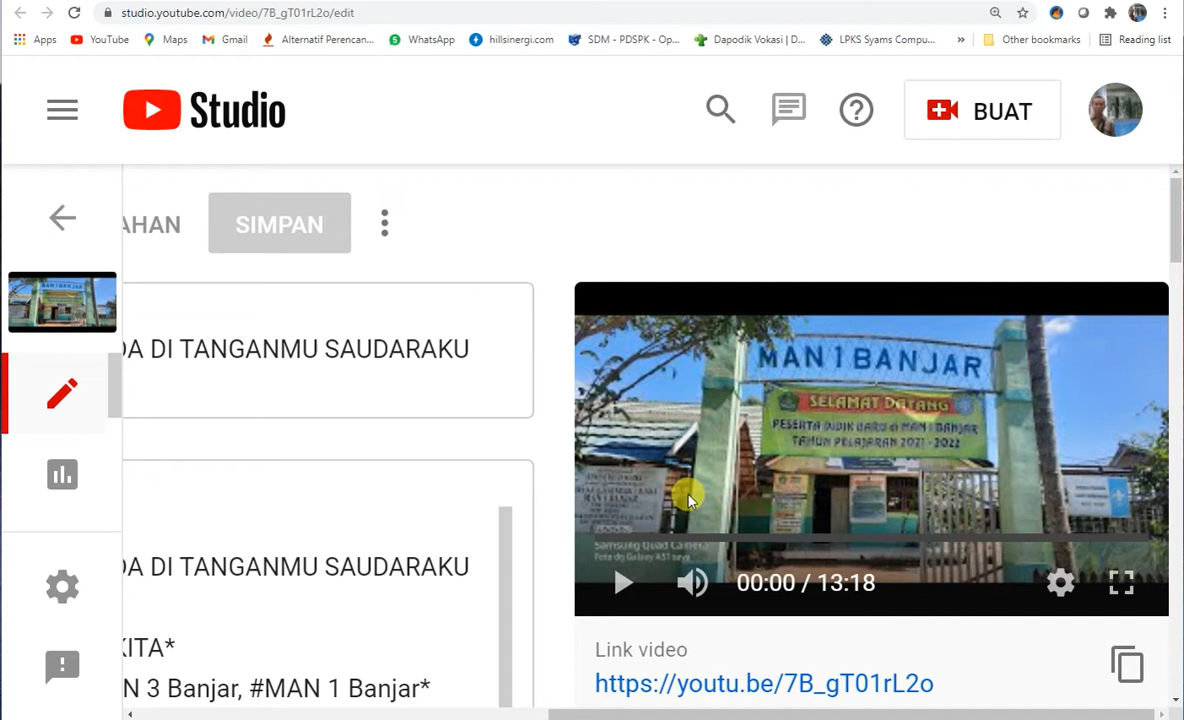 studio.youtube.com/video/7B_gT01rL2o/edit
Apps YouTube Maps Gmail Alternatif Perencan... WhatsApp hillsinergi.com SDM - PDSPK - Op... Dapodik Vokasi | D... LPKS Syams Compu... » Other bookmarks Reading list
Studio
BUAT
AHAN
SIMPAN
DA DI TANGANMU SAUDARAKU
DA DI TANGANMU SAUDARAKU
KITA*
N 3 Banjar, #MAN 1 Banjar*
MAN 1 BANJAR
MAN 1 BANJAR
SELAMAT DATANG
PESERTA DIDIK BARU di MAN 1 BANJAR
TAHUN PELAJARAN 2021 - 2022
Samsung Quad Camera
Foto dg Galaxy A31 saya
00:00 / 13:18
Link video
https://youtu.be/7B_gT01rL2o